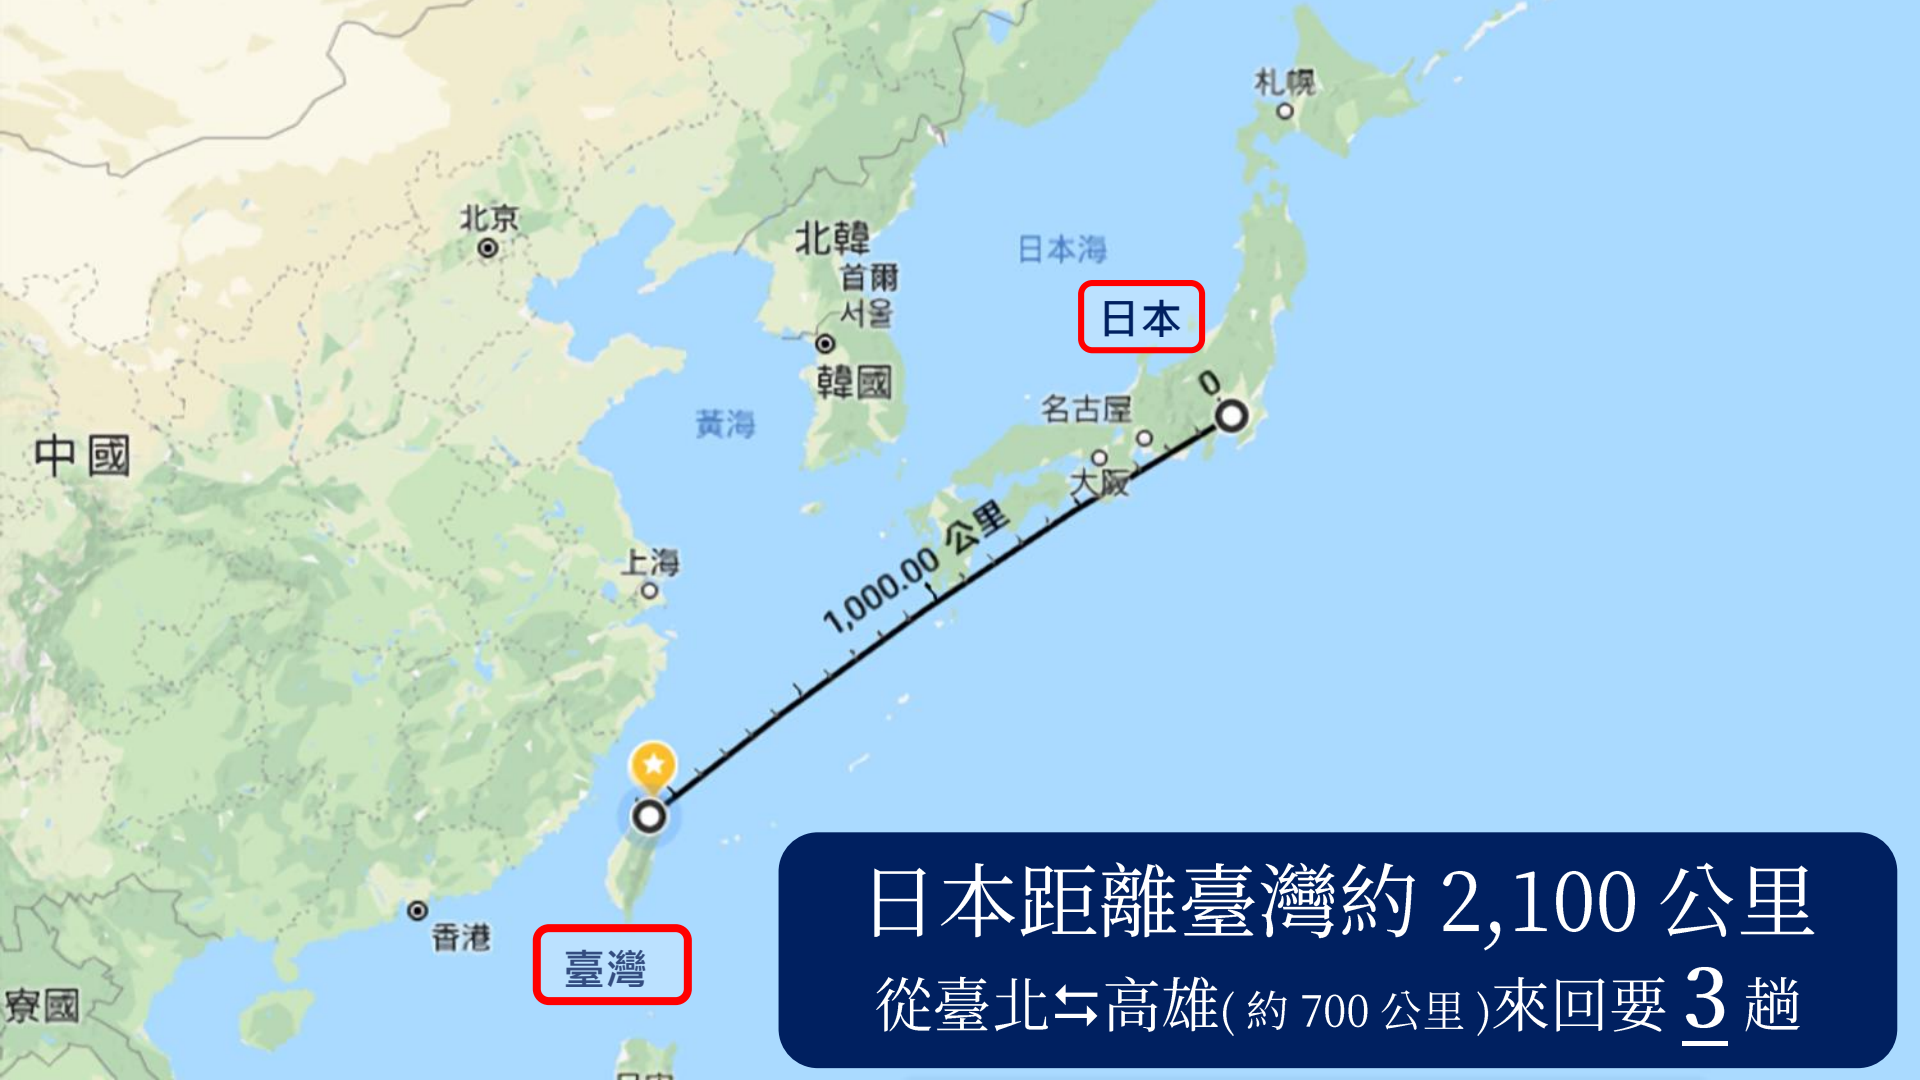 札幌
北京
北韓
日本海
首爾
서울
日本
韓國
0
名古屋
黃海
中國
大阪
1,000.00 公里
上海
日本距離臺灣約 2,100 公里
香港
臺灣
從臺北⇆高雄( 約 700 公里 )來回要 3 趟
寮國